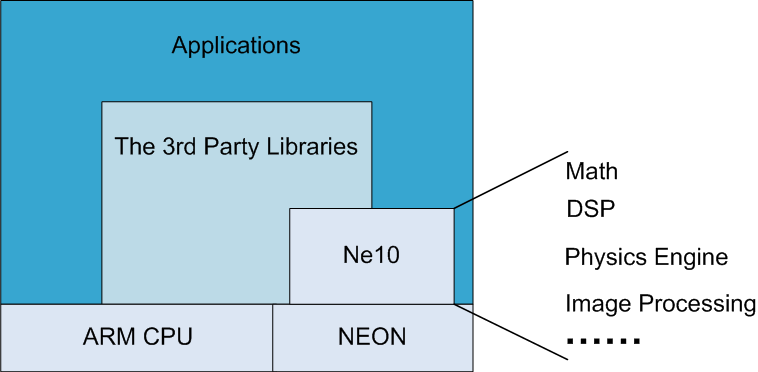 Applications
The 3rd Party Libraries
Ne10
ARM CPU
NEON
Math
DSP
Physics Engine
Image Processing
......